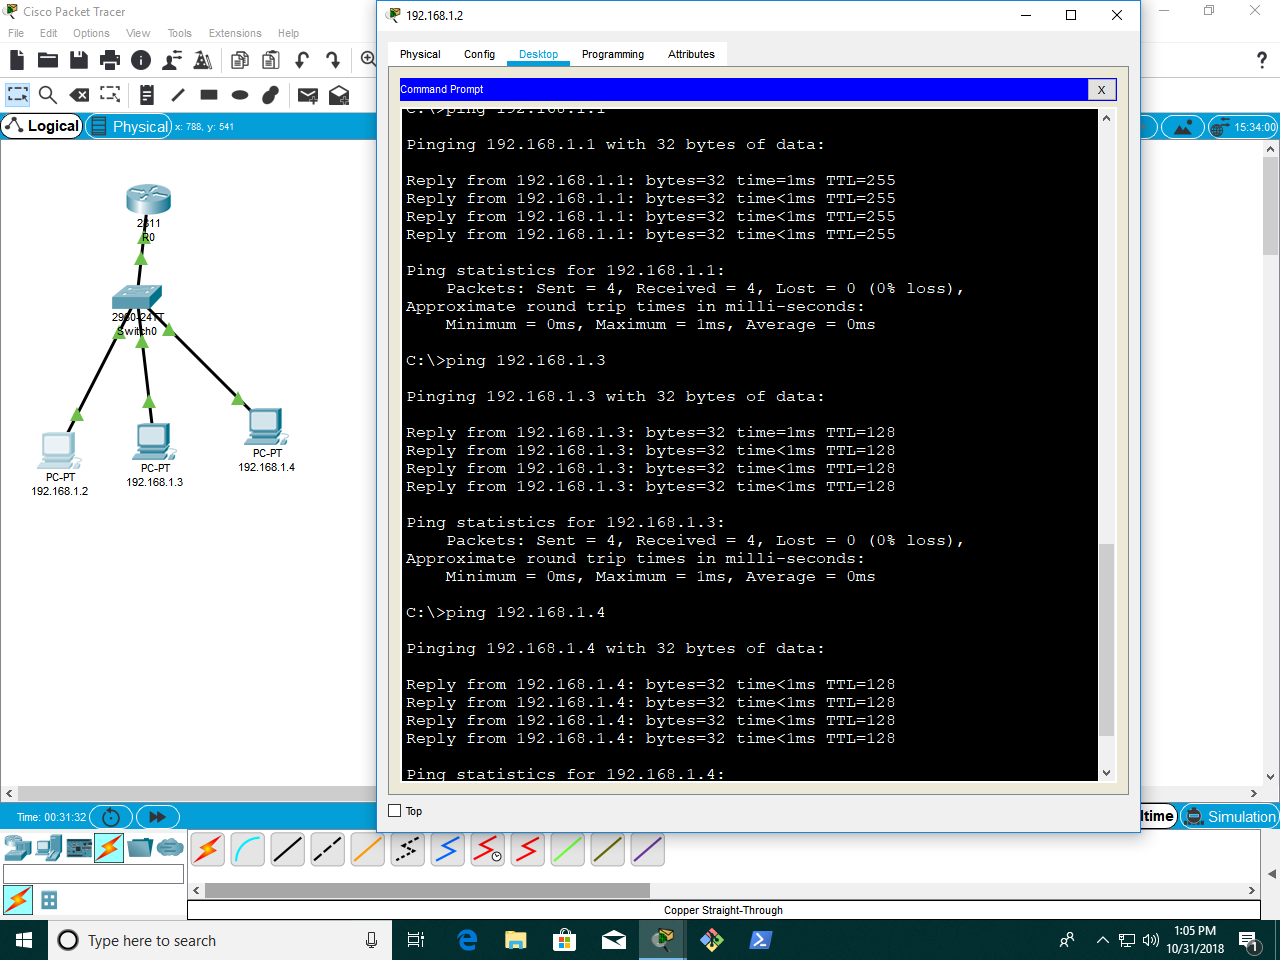 Cisco Packet Tracer
File Edit Options View Tools Extensions Help
?
Logical
Physical x: 788, y: 541
15:34:00
2811
R0
2960-24TT
Switch0
PC-PT
192.168.1.2
PC-PT
192.168.1.3
PC-PT
192.168.1.4
192.168.1.2
Physical Config Desktop Programming Attributes
Command Prompt
X
C:\>ping 192.168.1.1
Pinging 192.168.1.1 with 32 bytes of data:
Reply from 192.168.1.1: bytes=32 time=1ms TTL=255
Reply from 192.168.1.1: bytes=32 time<1ms TTL=255
Reply from 192.168.1.1: bytes=32 time<1ms TTL=255
Reply from 192.168.1.1: bytes=32 time<1ms TTL=255
Ping statistics for 192.168.1.1:
Packets: Sent = 4, Received = 4, Lost = 0 (0% loss),
Approximate round trip times in milli-seconds:
Minimum = 0ms, Maximum = 1ms, Average = 0ms
C:\>ping 192.168.1.3
Pinging 192.168.1.3 with 32 bytes of data:
Reply from 192.168.1.3: bytes=32 time=1ms TTL=128
Reply from 192.168.1.3: bytes=32 time<1ms TTL=128
Reply from 192.168.1.3: bytes=32 time<1ms TTL=128
Reply from 192.168.1.3: bytes=32 time<1ms TTL=128
Ping statistics for 192.168.1.3:
Packets: Sent = 4, Received = 4, Lost = 0 (0% loss),
Approximate round trip times in milli-seconds:
Minimum = 0ms, Maximum = 1ms, Average = 0ms
C:\>ping 192.168.1.4
Pinging 192.168.1.4 with 32 bytes of data:
Reply from 192.168.1.4: bytes=32 time<1ms TTL=128
Reply from 192.168.1.4: bytes=32 time<1ms TTL=128
Reply from 192.168.1.4: bytes=32 time<1ms TTL=128
Reply from 192.168.1.4: bytes=32 time<1ms TTL=128
Ping statistics for 192.168.1.4:
Top
Time: 00:31:32
ltime
Simulation
Copper Straight-Through
Type here to search
1:05 PM
10/31/2018
1